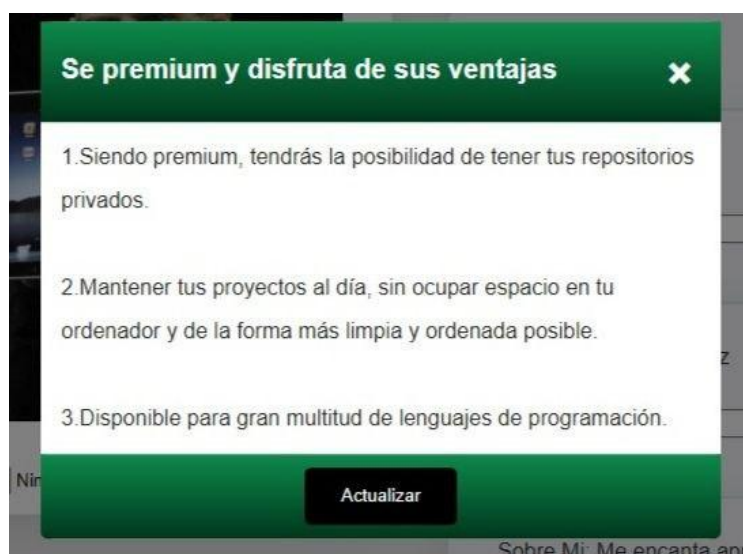 Se premium y disfruta de sus ventajas
1.Siendo premium, tendrás la posibilidad de tener tus repositorios
privados.
2.Mantener tus proyectos al día, sin ocupar espacio en tu
ordenador y de la forma más limpia y ordenada posible.
z
3.Disponible para gran multitud de lenguajes de programación.
Nin
Actualizar
Sobre Mi: Me encanta